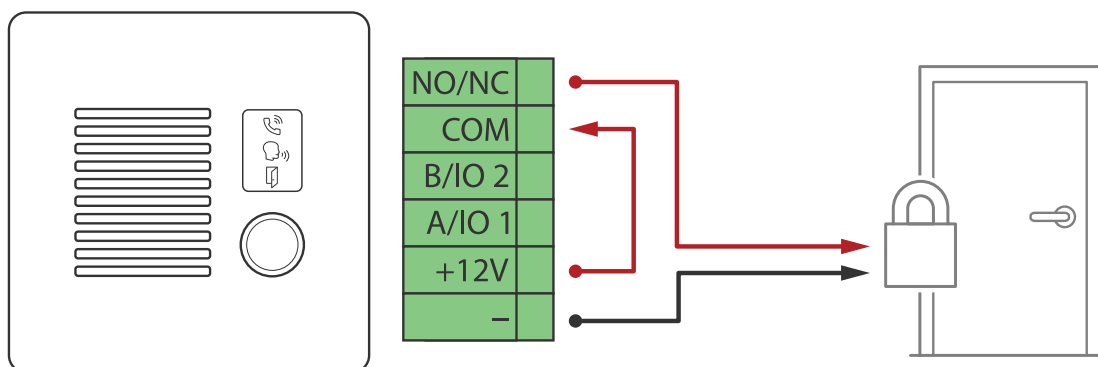 NO/NC
COM
B/IO 2
A/IO 1
+12V
–